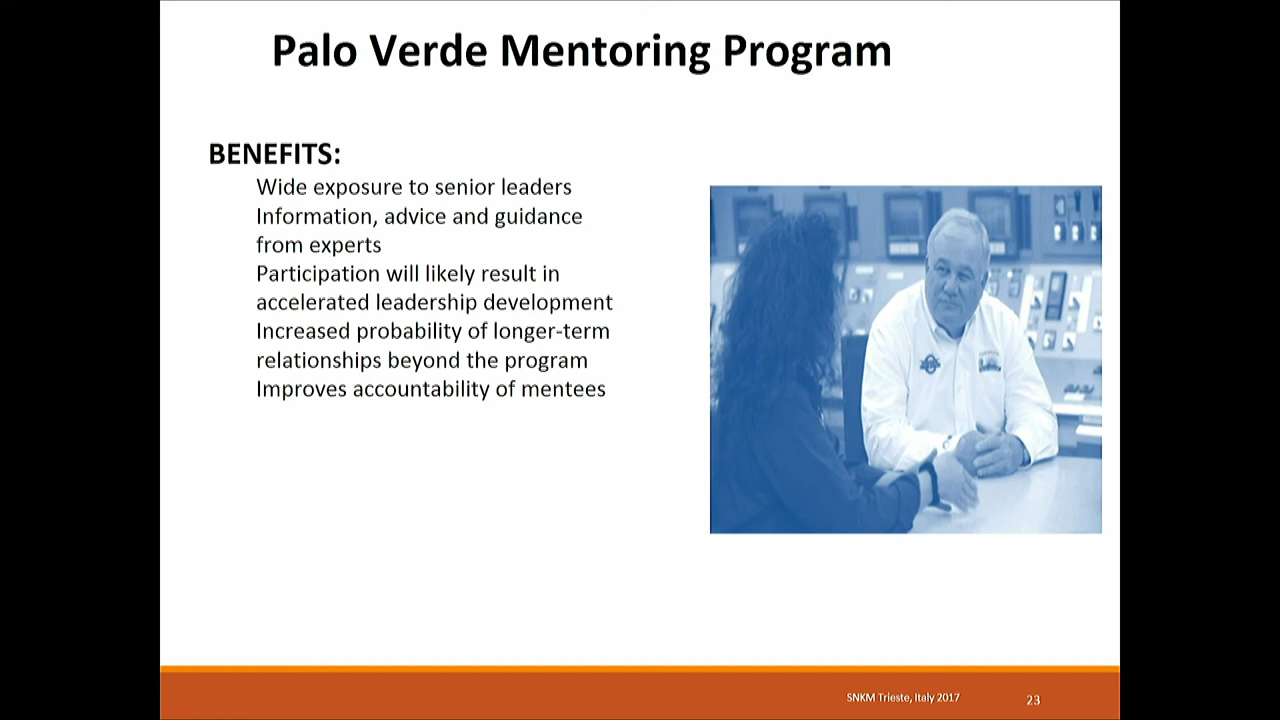 Palo Verde Mentoring Program
BENEFITS:
Wide exposure to senior leaders
Information, advice and guidance
from experts
Participation will likely result in
accelerated leadership development
Increased probability of longer-term
relationships beyond the program
Improves accountability of mentees
SNKM Trieste, Italy 2017
23